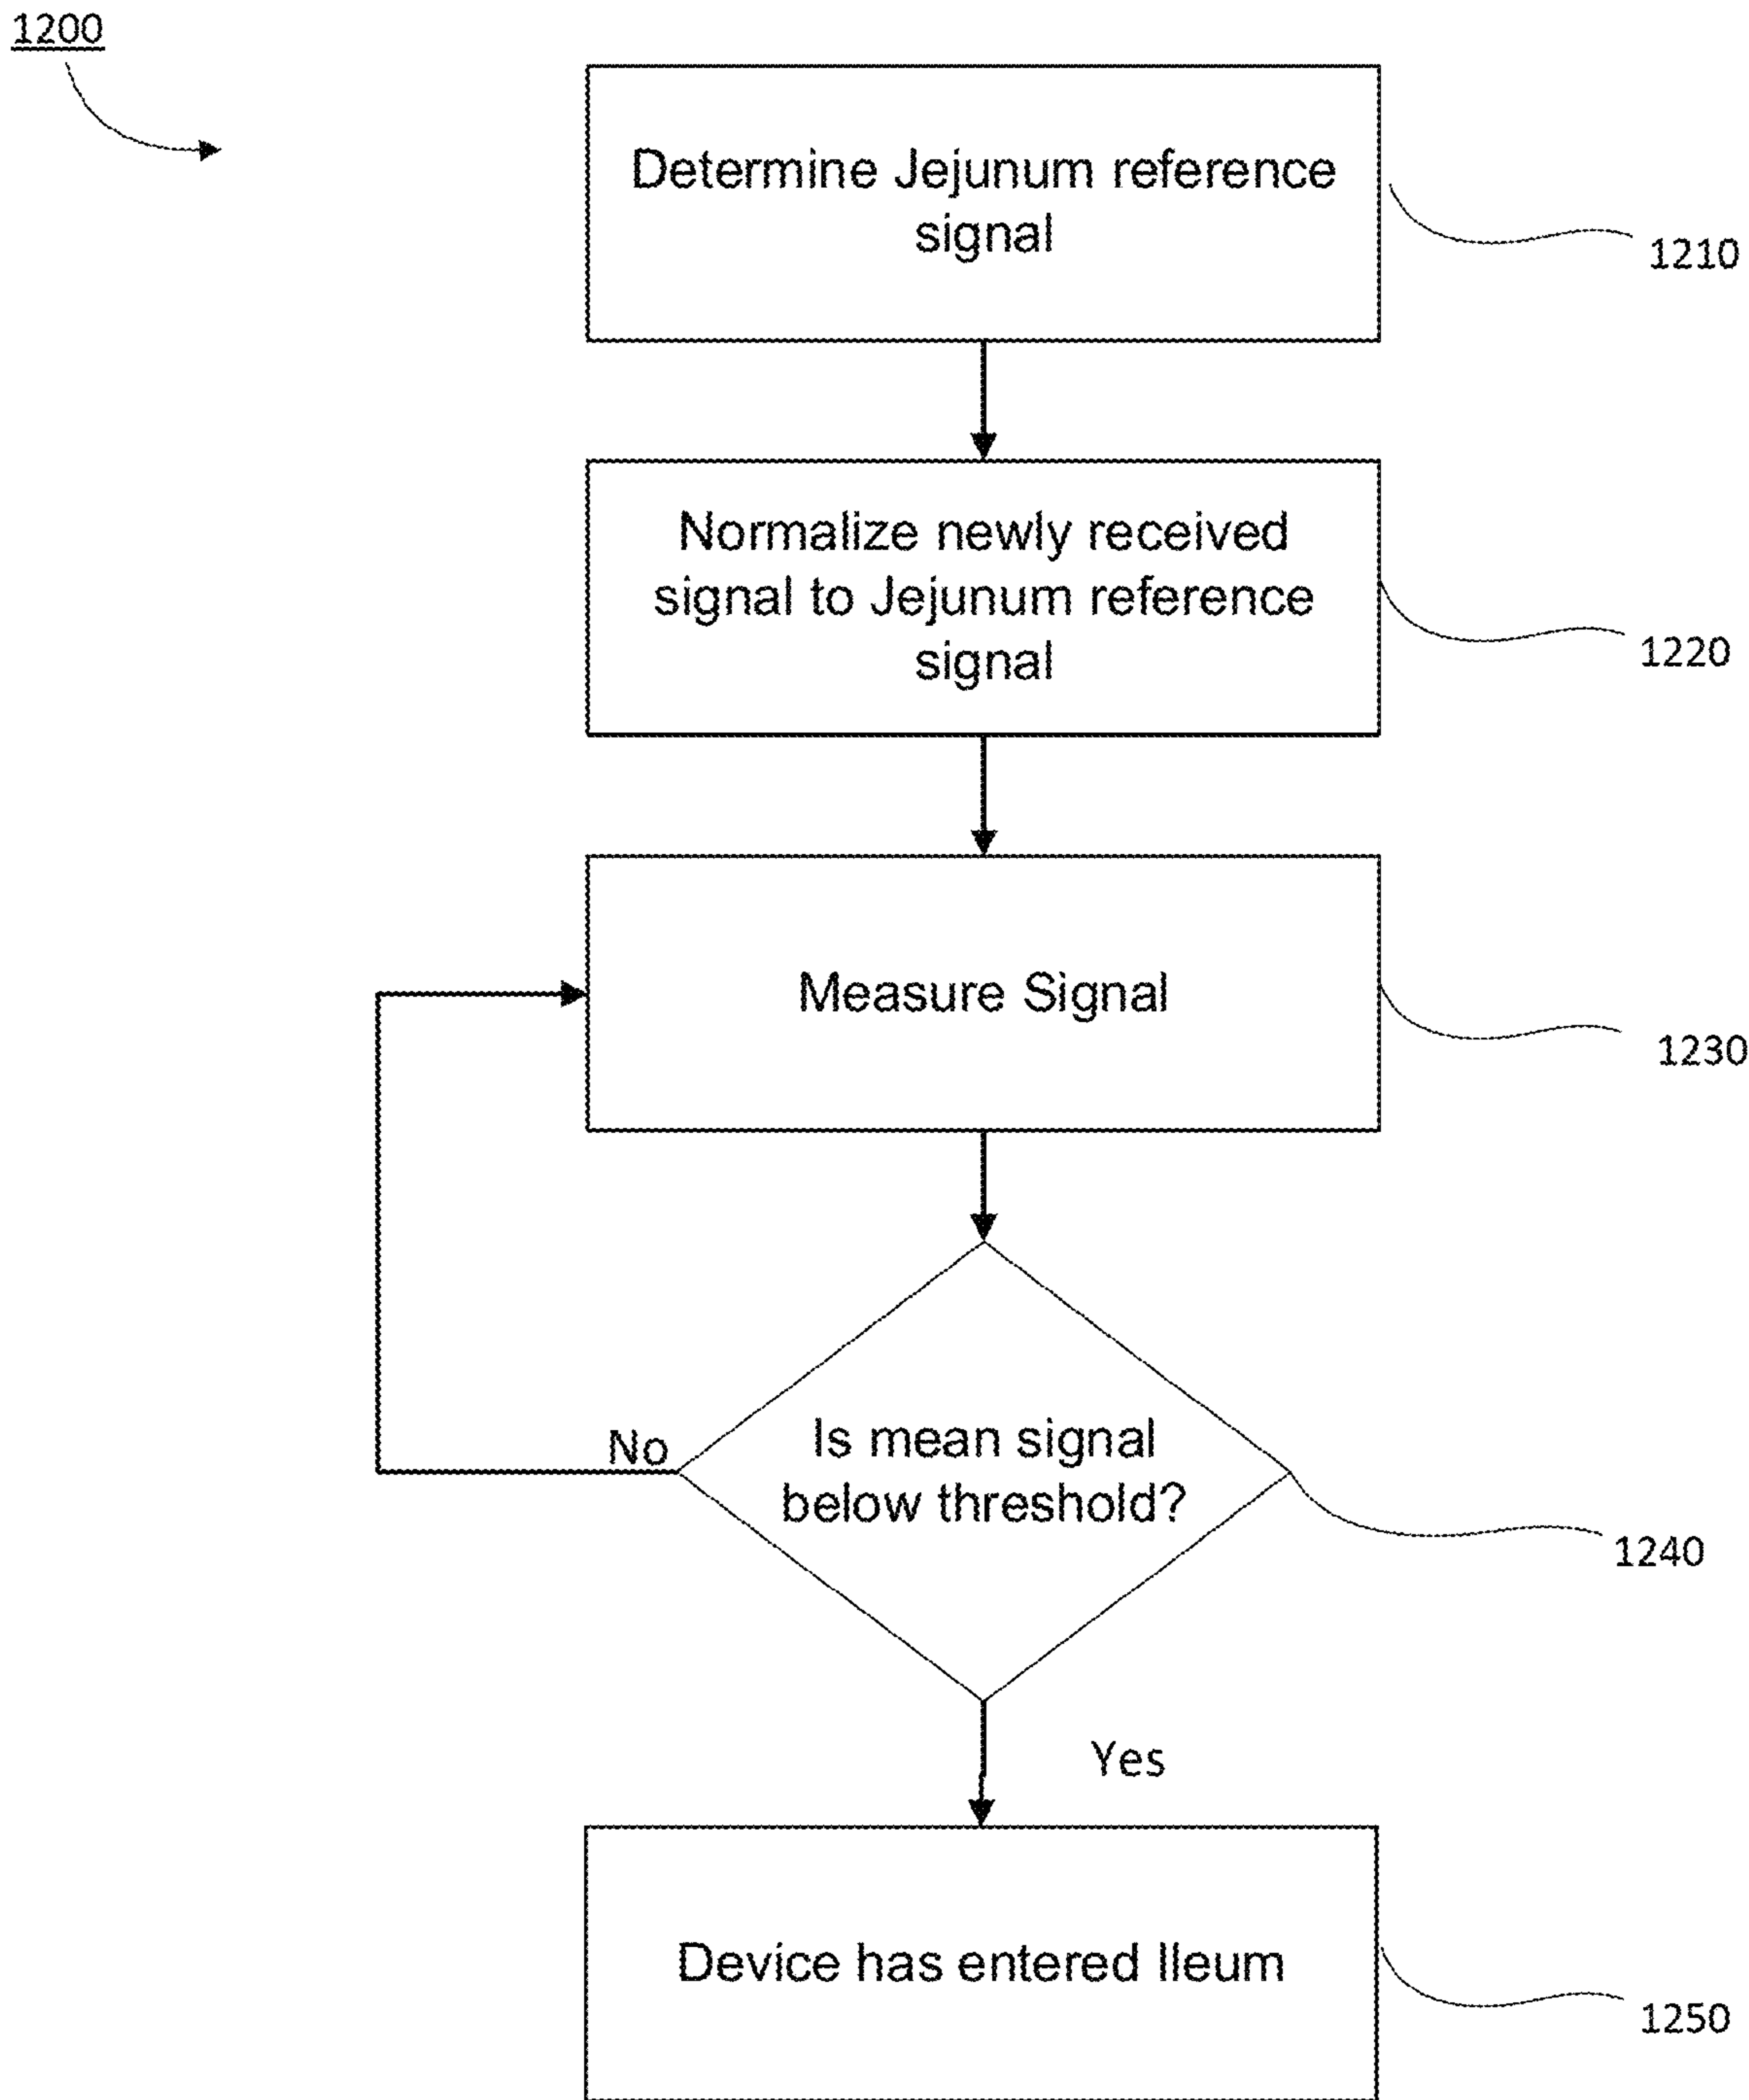 1200
Determine Jejunum reference
signal
1210
Normalize newly received
signal to Jejunum reference
signal
1220
Measure Signal
1230
Is mean signal
below threshold?
No
1240
Yes
Device has entered Ileum
1250